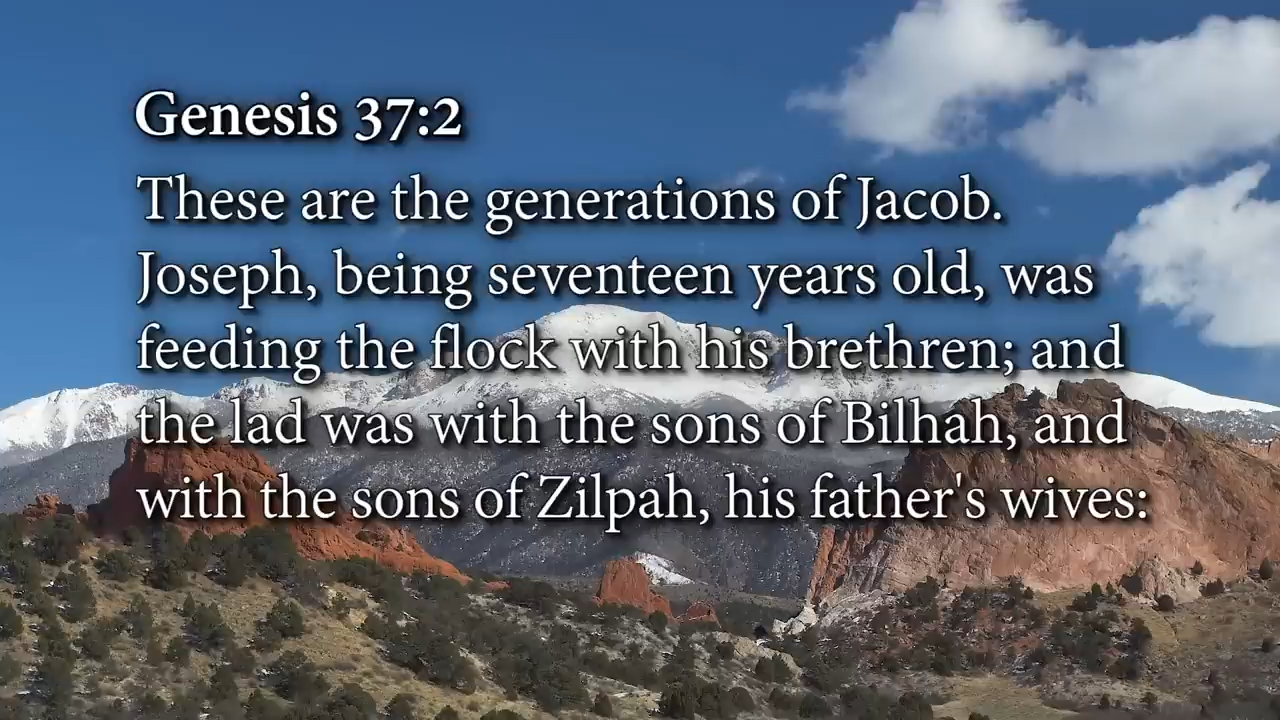 Genesis 37:2
These are the generations of Jacob.
Joseph, being seventeen years old, was
feeding the flock with his brethren; and
the lad was with the sons of Bilhah, and
with the sons of Zilpah, his father's wives: